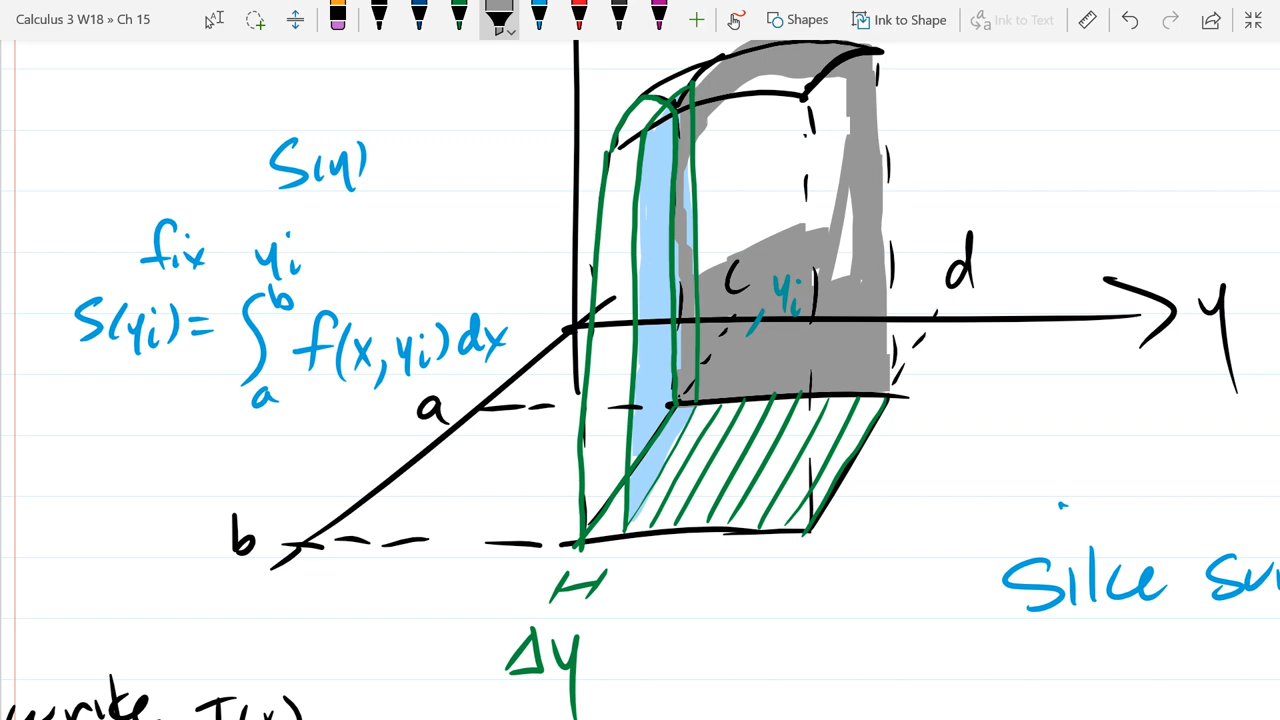 Calculus 3 W18 » Ch 15
Shapes
Ink to Shape
Ink to Text
S(y)
fix yi
S(yi) = ∫ₐᵇ f(x, yi) dx
c
, yi
d
y
a
b
Δy
Silce
I(x)